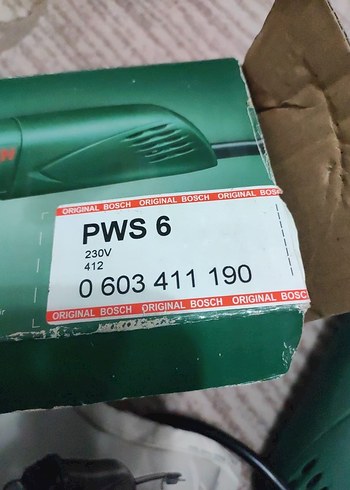 ORIGINAL BOSCH ORIGINAL BOSCH ORIGINAL BOS
PWS 6
230V
412
0 603 411 190
ORIGINAL BOSCH ORIGINAL BOSCH ORIGINAL BOSCH